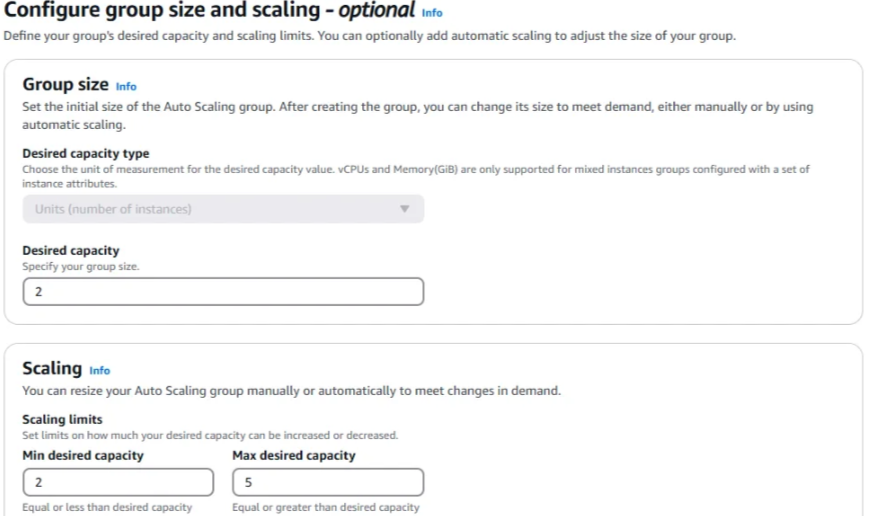 Configure group size and scaling - optional Info
Define your group's desired capacity and scaling limits. You can optionally add automatic scaling to adjust the size of your group.
Group size Info
Set the initial size of the Auto Scaling group. After creating the group, you can change its size to meet demand, either manually or by using
automatic scaling.
Desired capacity type
Choose the unit of measurement for the desired capacity value. vCPUs and Memory(GiB) are only supported for mixed instances groups configured with a set of
instance attributes.
Units (number of instances)
Desired capacity
Specify your group size.
2
Scaling Info
You can resize your Auto Scaling group manually or automatically to meet changes in demand.
Scaling limits
Set limits on how much your desired capacity can be increased or decreased.
Min desired capacity Max desired capacity
2 5
Equal or less than desired capacity Equal or greater than desired capacity